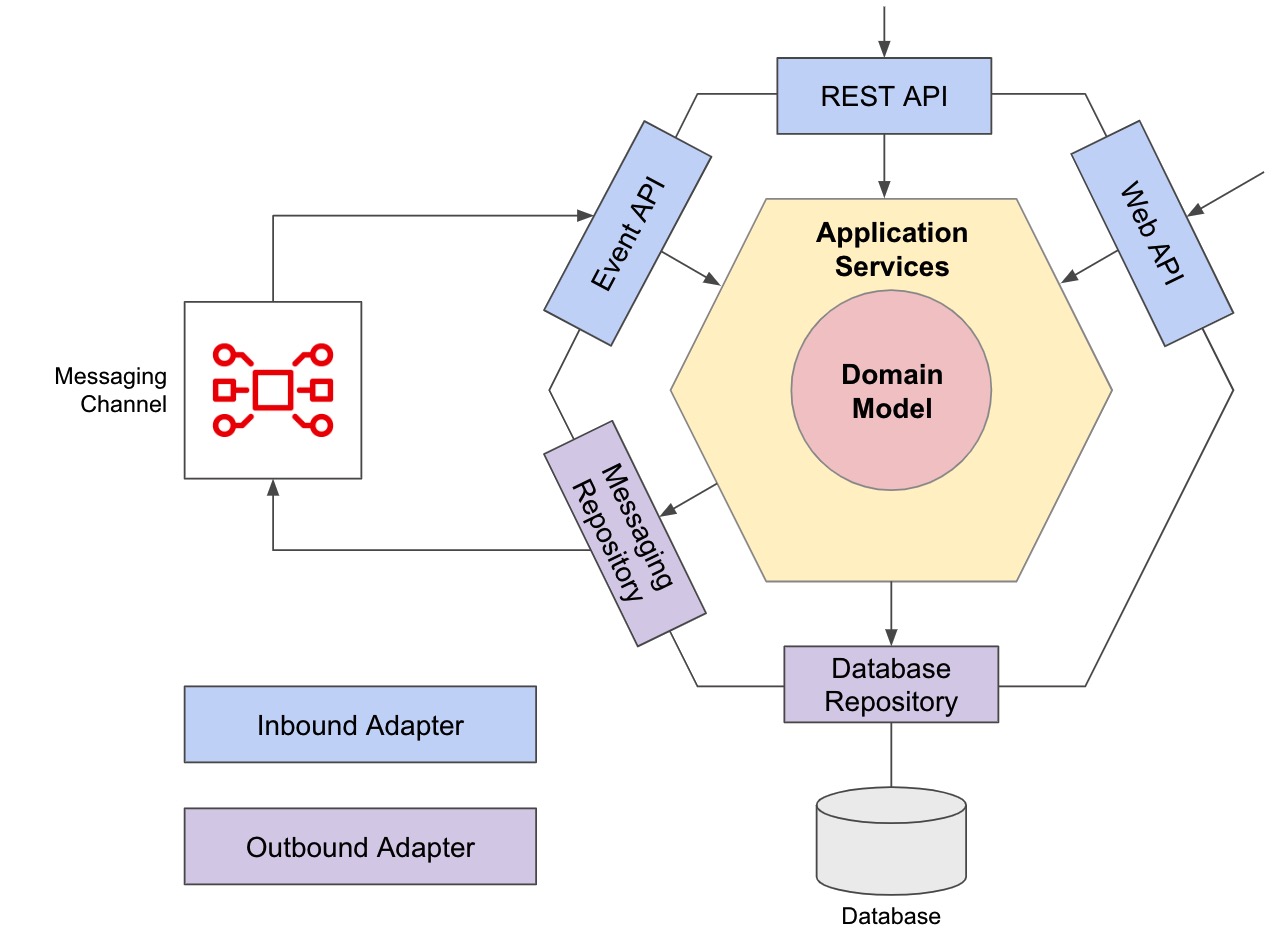 REST API
Event API
Web API
Application
Services
Domain
Model
Messaging
Channel
Messaging
Repository
Database
Repository
Inbound Adapter
Outbound Adapter
Database